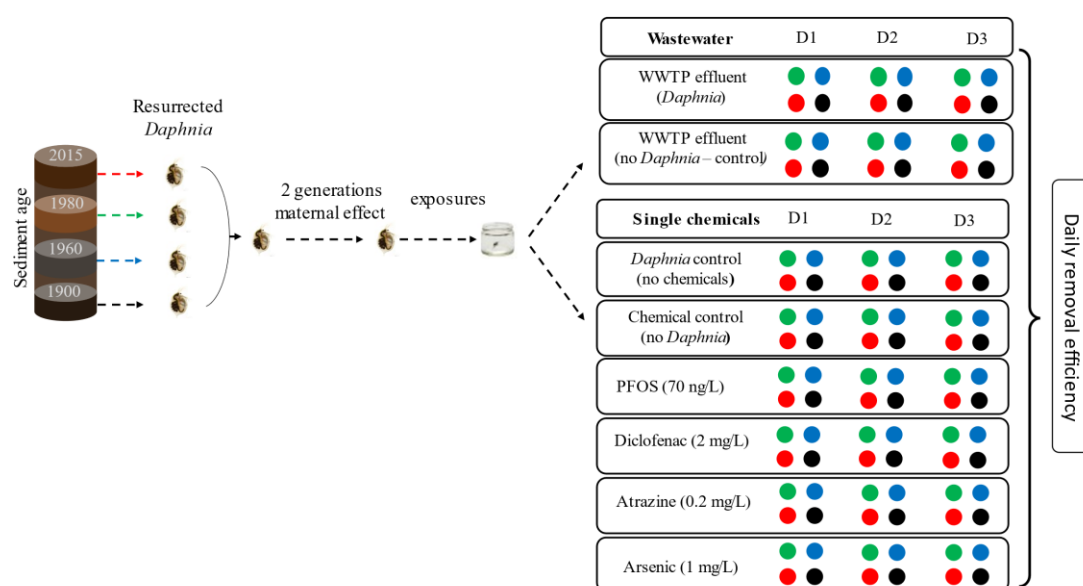 Resurrected
Daphnia
Sediment age
2015
1980
1960
1900
2 generations
maternal effect
exposures
Wastewater D1 D2 D3
WWTP effluent
(Daphnia)
WWTP effluent
(no Daphnia – control)
Single chemicals D1 D2 D3
Daphnia control
(no chemicals)
Chemical control
(no Daphnia)
PFOS (70 ng/L)
Diclofenac (2 mg/L)
Atrazine (0.2 mg/L)
Arsenic (1 mg/L)
Daily removal efficiency